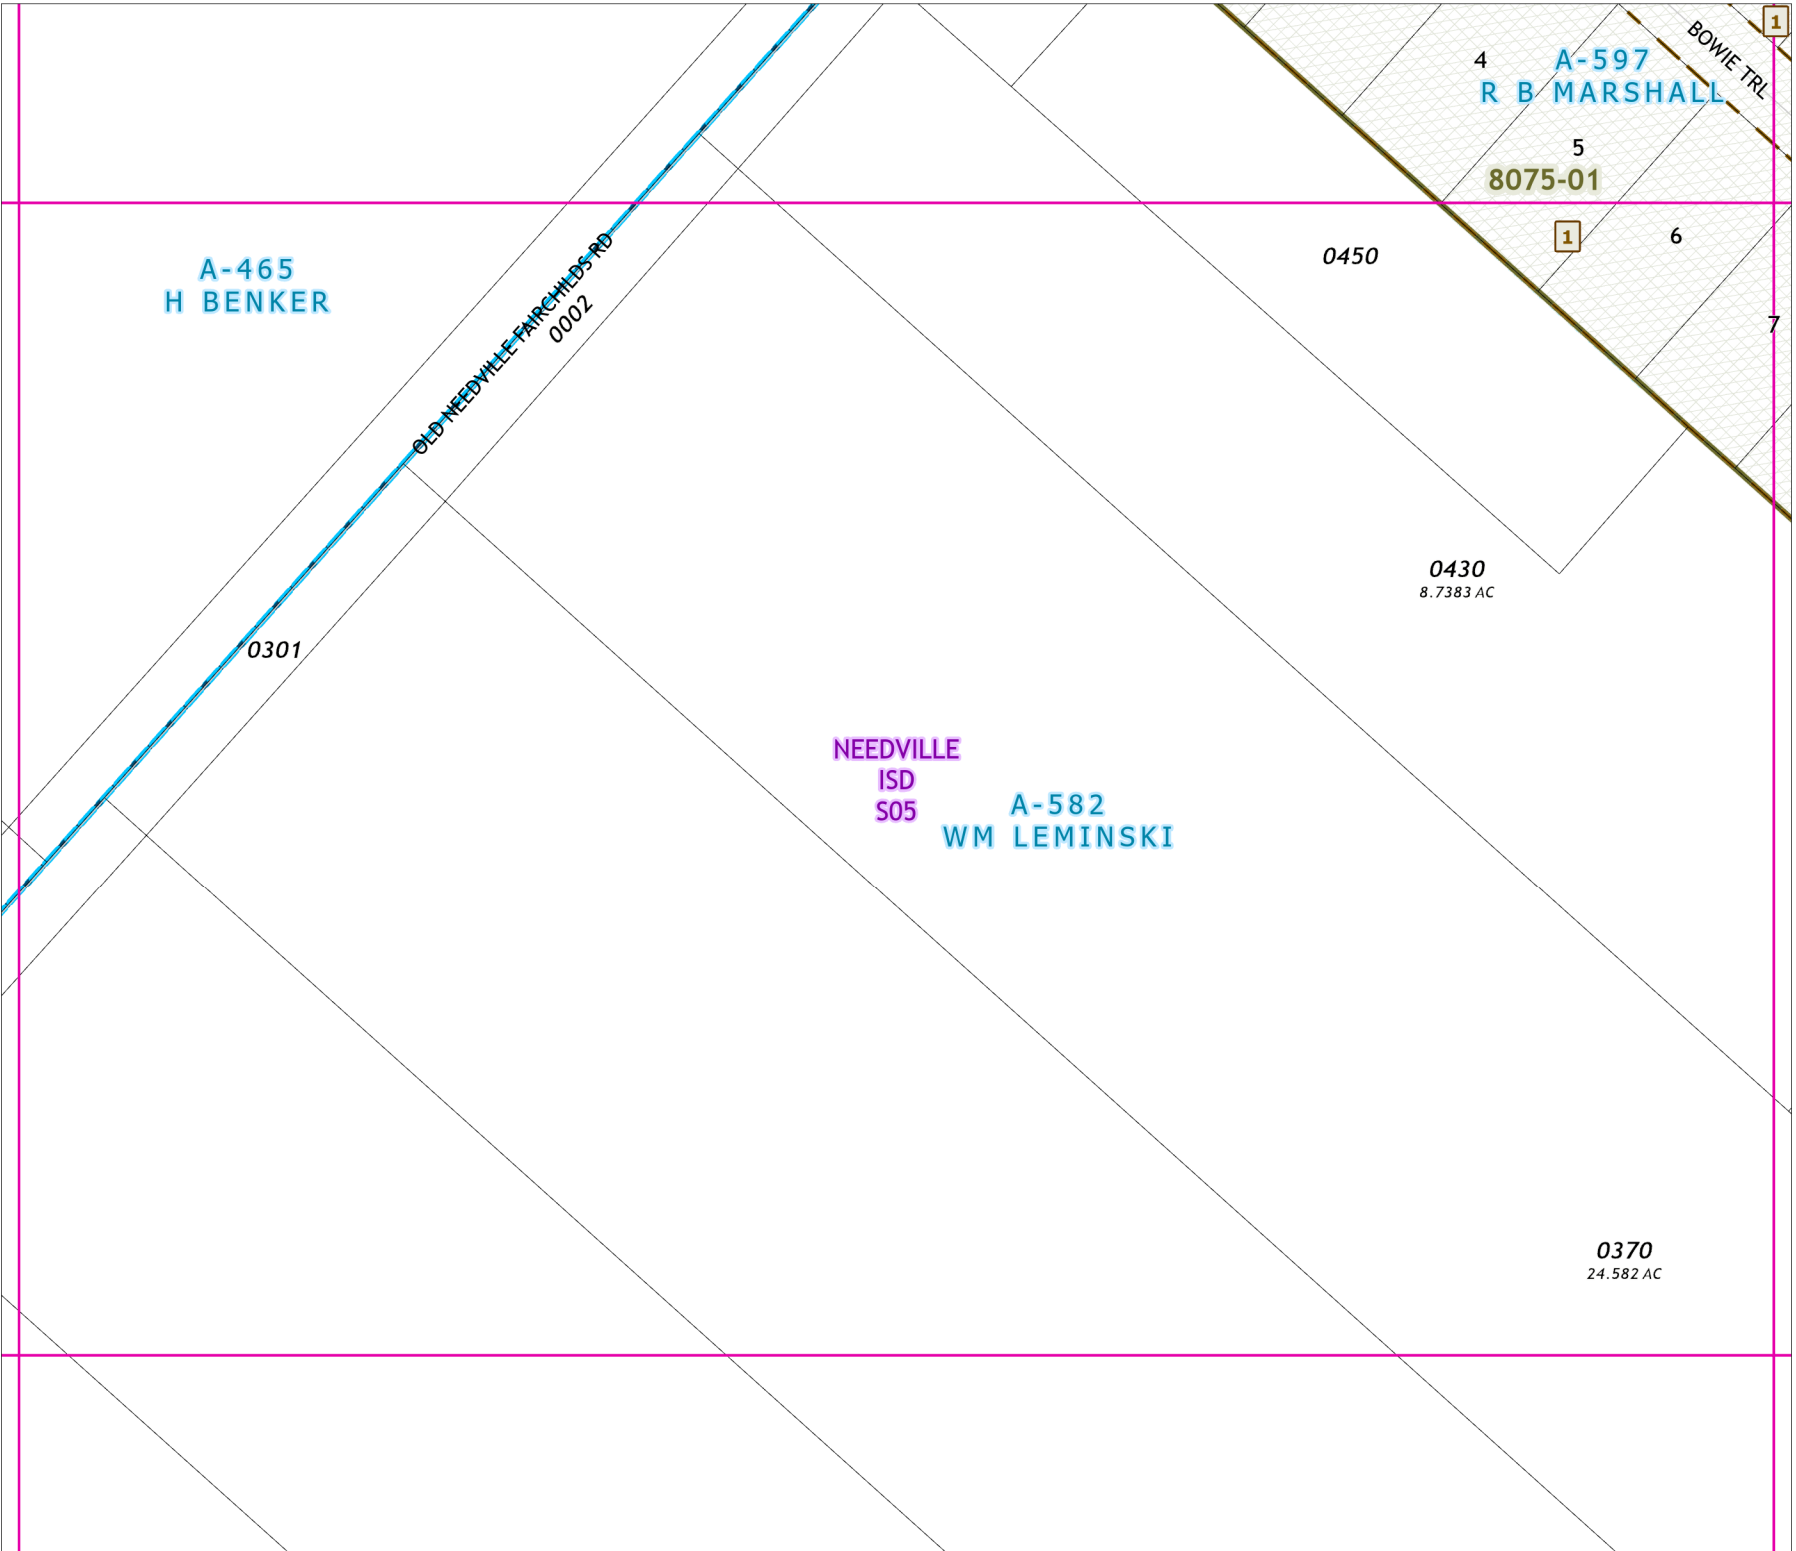 1
BOWIE TRL
4
A-597
R B MARSHALL
5
8075-01
1
6
0450
A-465
H BENKER
OLD NEEDVILLE FAIRCHILDS RD
0002
7
0430
8.7383 AC
0301
NEEDVILLE
ISD
S05
A-582
WM LEMINSKI
0370
24.582 AC